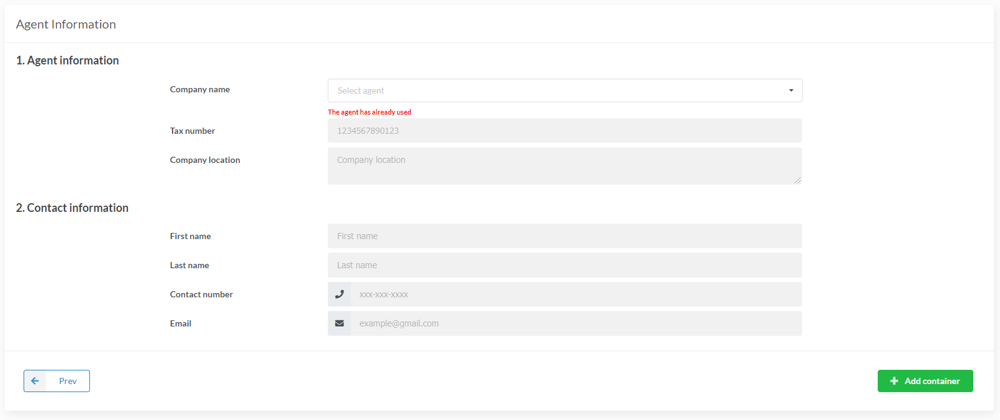 Agent Information
1. Agent information
Company name
Select agent
The agent has already used
Tax number
1234567890123
Company location
Company location
2. Contact information
First name
First name
Last name
Last name
Contact number
xxx-xxx-xxxx
Email
example@gmail.com
Prev
Add container